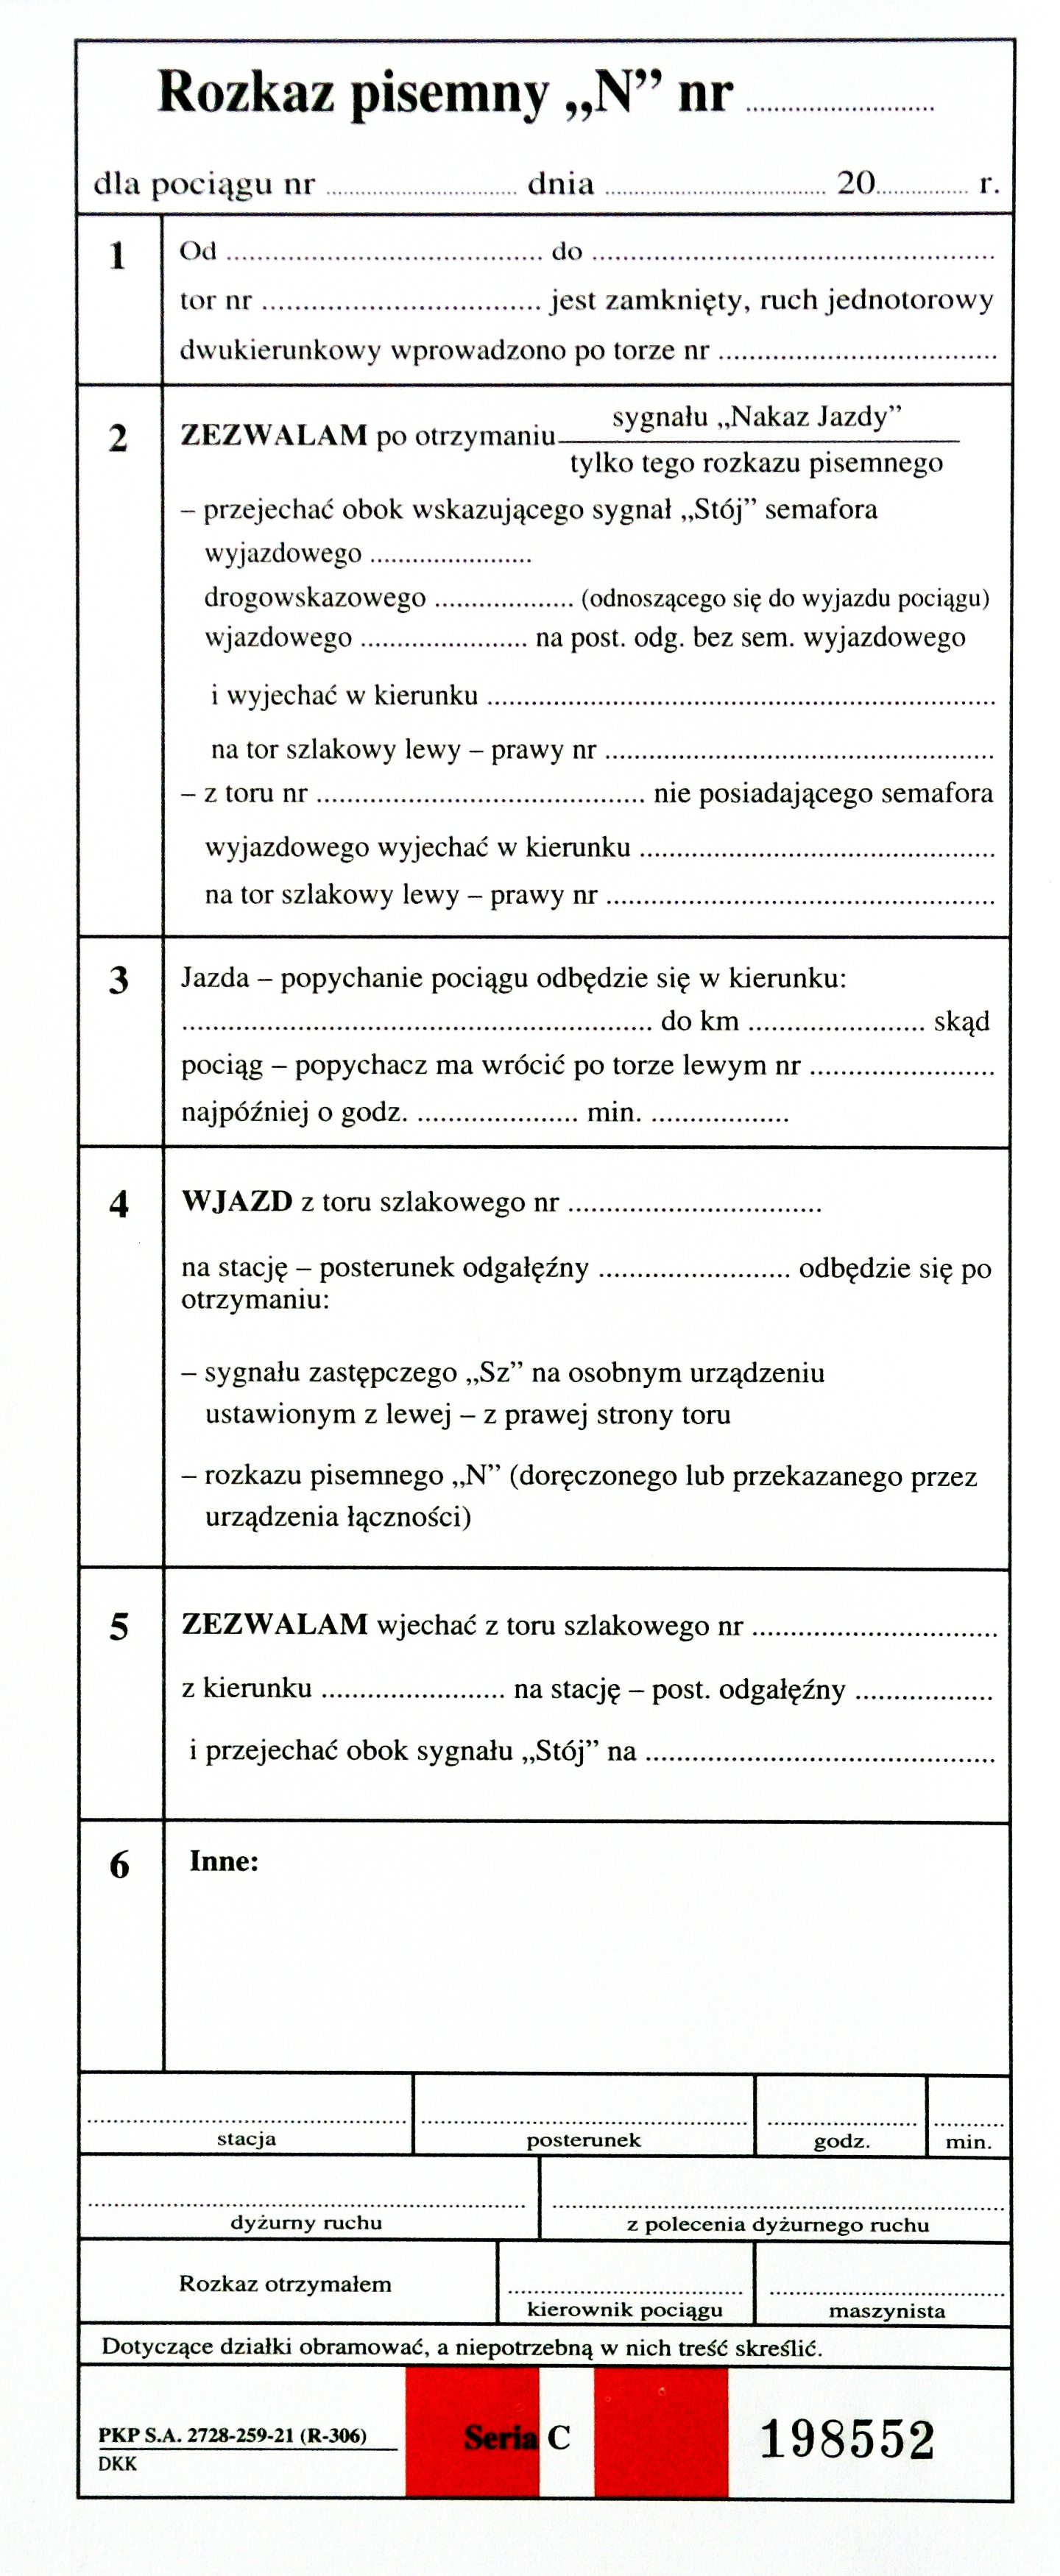 Rozkaz pisemny „N” nr ..........................
dla pociągu nr .......................... dnia .............................. 20............. r.
1
Od ...................................... do .................................................
tor nr .................................. jest zamknięty, ruch jednotorowy
dwukierunkowy wprowadzono po torze nr ..................................
2
sygnału „Nakaz Jazdy”
ZEZWALAM po otrzymaniu
tylko tego rozkazu pisemnego
– przejechać obok wskazującego sygnał „Stój” semafora
wyjazdowego ....................
drogowskazowego ................... (odnoszącego się do wyjazdu pociągu)
wjazdowego ...................... na post. odg. bez sem. wyjazdowego
i wyjechać w kierunku ..............................................................
na tor szlakowy lewy – prawy nr ...............................................
– z toru nr ........................................ nie posiadającego semafora
wyjazdowego wyjechać w kierunku ...........................................
na tor szlakowy lewy – prawy nr ...............................................
3
Jazda – popychanie pociągu odbędzie się w kierunku:
......................................................... do km ..................... skąd
pociąg – popychacz ma wrócić po torze lewym nr ......................
najpóźniej o godz. .................... min. .................
4
WJAZD z toru szlakowego nr ...............................
na stację – posterunek odgałęźny ....................... odbędzie się po
otrzymaniu:
– sygnału zastępczego „Sz” na osobnym urządzeniu
ustawionym z lewej – z prawej strony toru
– rozkazu pisemnego „N” (doręczonego lub przekazanego przez
urządzenia łączności)
5
ZEZWALAM wjechać z toru szlakowego nr ..............................
z kierunku ...................... na stację – post. odgałęźny .................
i przejechać obok sygnału „Stój” na ..........................................
6
Inne:
stacja posterunek godz. min.
dyżurny ruchu z polecenia dyżurnego ruchu
Rozkaz otrzymałem
kierownik pociągu maszynista
Dotyczące działki obramować, a niepotrzebną w nich treść skreślić.
PKP S.A. 2728-259-21 (R-306)
DKK
Seria C
198552